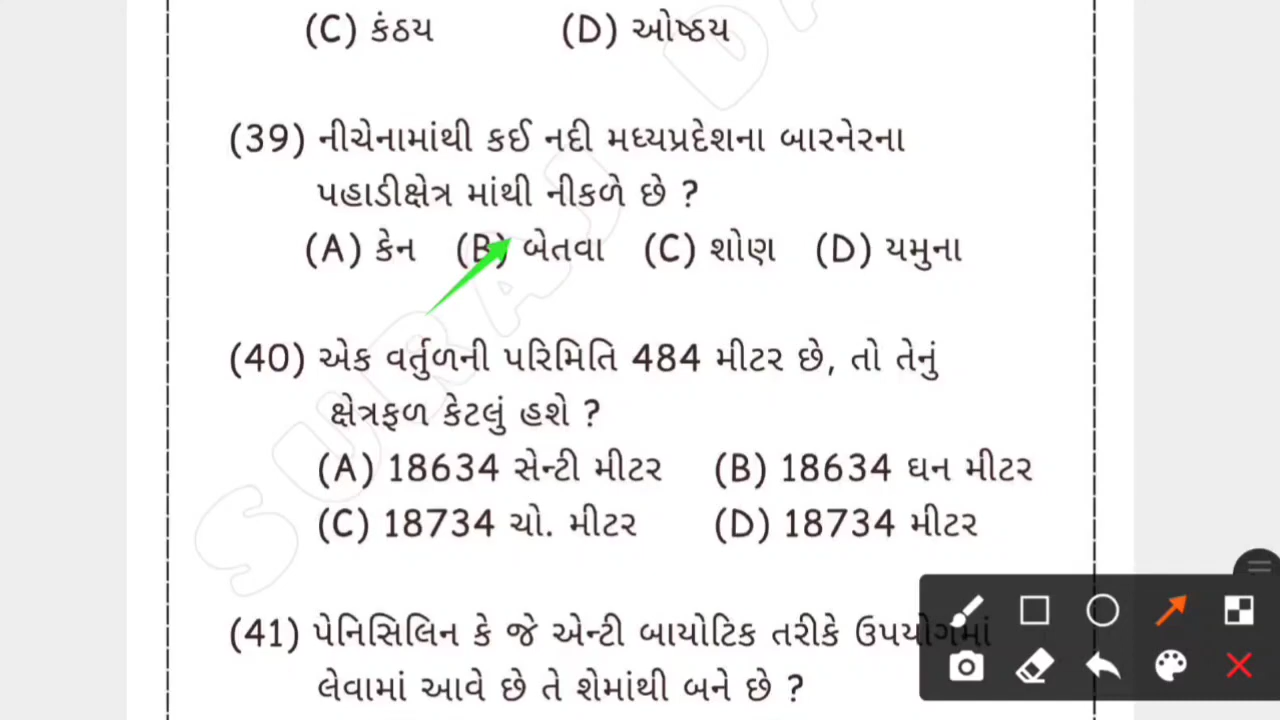 (C) કંઠય (D) ઓષ્ઠય
(39) નીચેનામાંથી કઈ નદી મધ્યપ્રદેશના બારનેરના
પહાડીક્ષેત્ર માંથી નીકળે છે ?
(A) કેન (B) બેતવા (C) શોણ (D) યમુના
(40) એક વર્તુળની પરિમિતિ 484 મીટર છે, તો તેનું
ક્ષેત્રફળ કેટલું હશે ?
(A) 18634 સેન્ટી મીટર (B) 18634 ઘન મીટર
(C) 18734 ચો. મીટર (D) 18734 મીટર
(41) પેનિસિલિન કે જે એન્ટી બાયોટિક તરીકે ઉપયોગમાં
લેવામાં આવે છે તે શેમાંથી બને છે ?
SURAJ DA